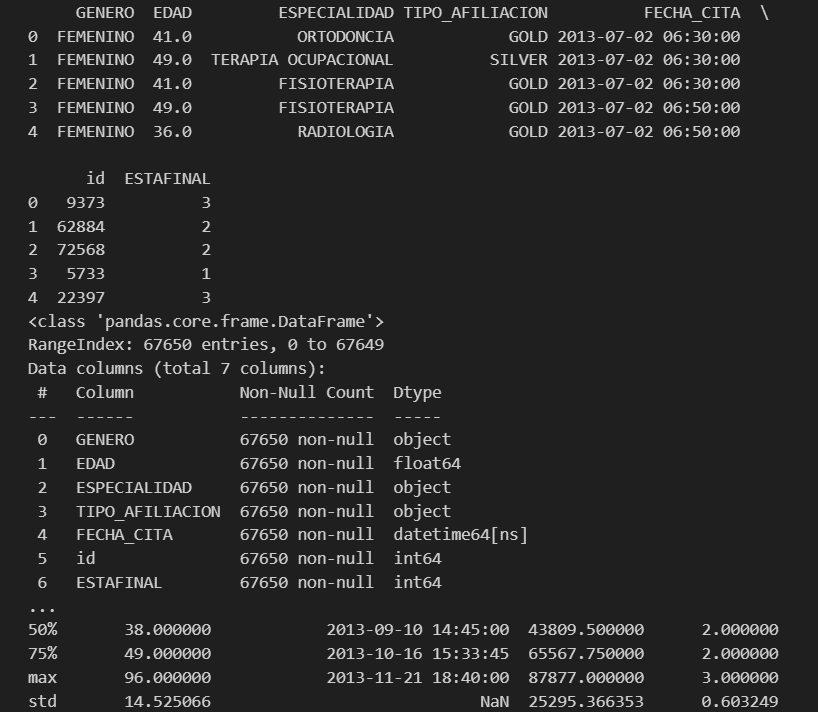 GENERO EDAD ESPECIALIDAD TIPO_AFILIACION FECHA_CITA \
0 FEMENINO 41.0 ORTODONCIA GOLD 2013-07-02 06:30:00
1 FEMENINO 49.0 TERAPIA OCUPACIONAL SILVER 2013-07-02 06:30:00
2 FEMENINO 41.0 FISIOTERAPIA GOLD 2013-07-02 06:30:00
3 FEMENINO 49.0 FISIOTERAPIA GOLD 2013-07-02 06:50:00
4 FEMENINO 36.0 RADIOLOGIA GOLD 2013-07-02 06:50:00
id ESTAFINAL
0 9373 3
1 62884 2
2 72568 2
3 5733 1
4 22397 3
<class 'pandas.core.frame.DataFrame'>
RangeIndex: 67650 entries, 0 to 67649
Data columns (total 7 columns):
# Column Non-Null Count Dtype
--- ------ -------------- -----
0 GENERO 67650 non-null object
1 EDAD 67650 non-null float64
2 ESPECIALIDAD 67650 non-null object
3 TIPO_AFILIACION 67650 non-null object
4 FECHA_CITA 67650 non-null datetime64[ns]
5 id 67650 non-null int64
6 ESTAFINAL 67650 non-null int64
...
50% 38.000000 2013-09-10 14:45:00 43809.500000 2.000000
75% 49.000000 2013-10-16 15:33:45 65567.750000 2.000000
max 96.000000 2013-11-21 18:40:00 87877.000000 3.000000
std 14.525066 NaN 25295.366353 0.603249